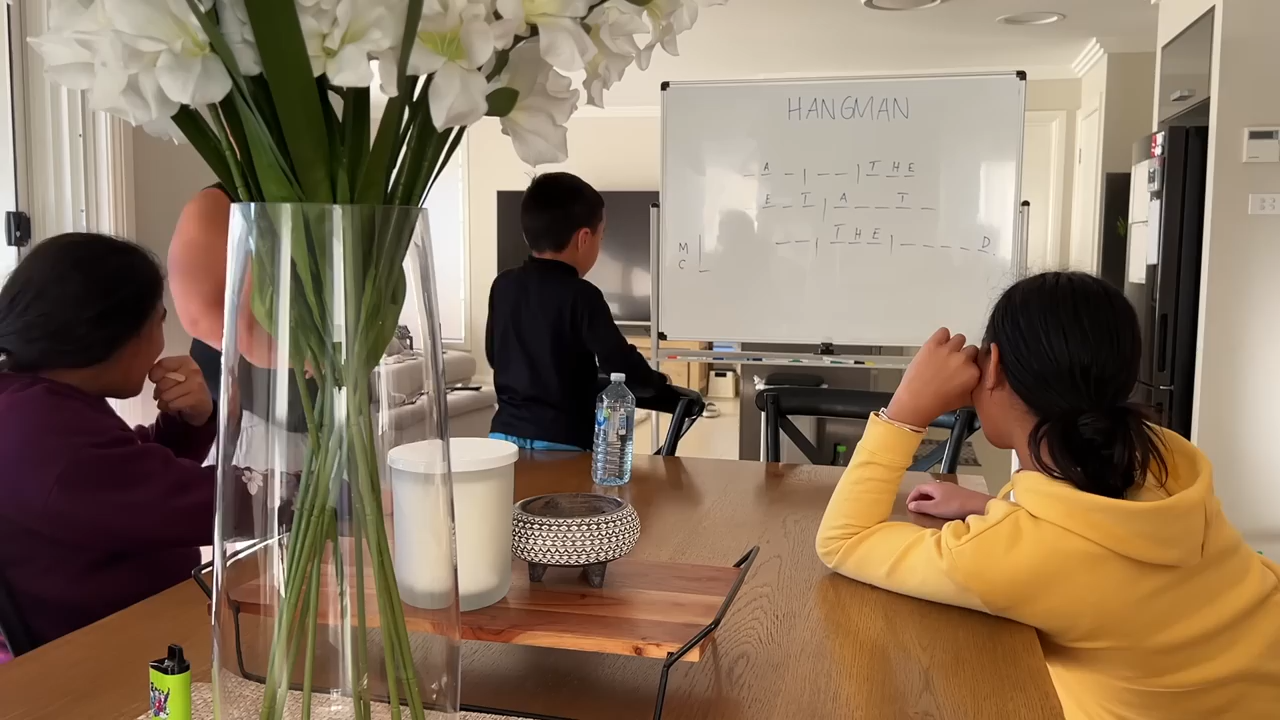 HANGMAN
_ A _ | _ _ | T H E
E _ T | A _ _ T _
_ _ | T H E | _ _ _ _ D
M
C